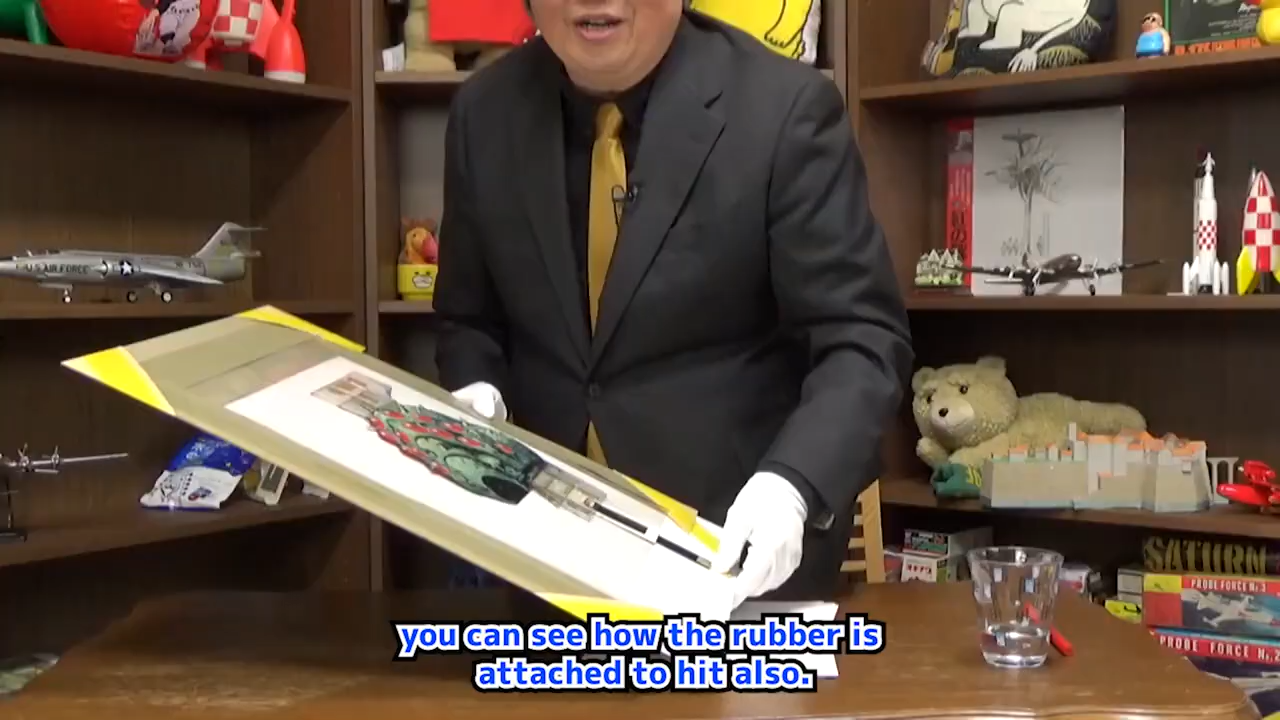 U.S. AIR FORCE
SATURN
PROBE FORCE No.3
PROBE FORCE No.2
you can see how the rubber is
attached to hit also.